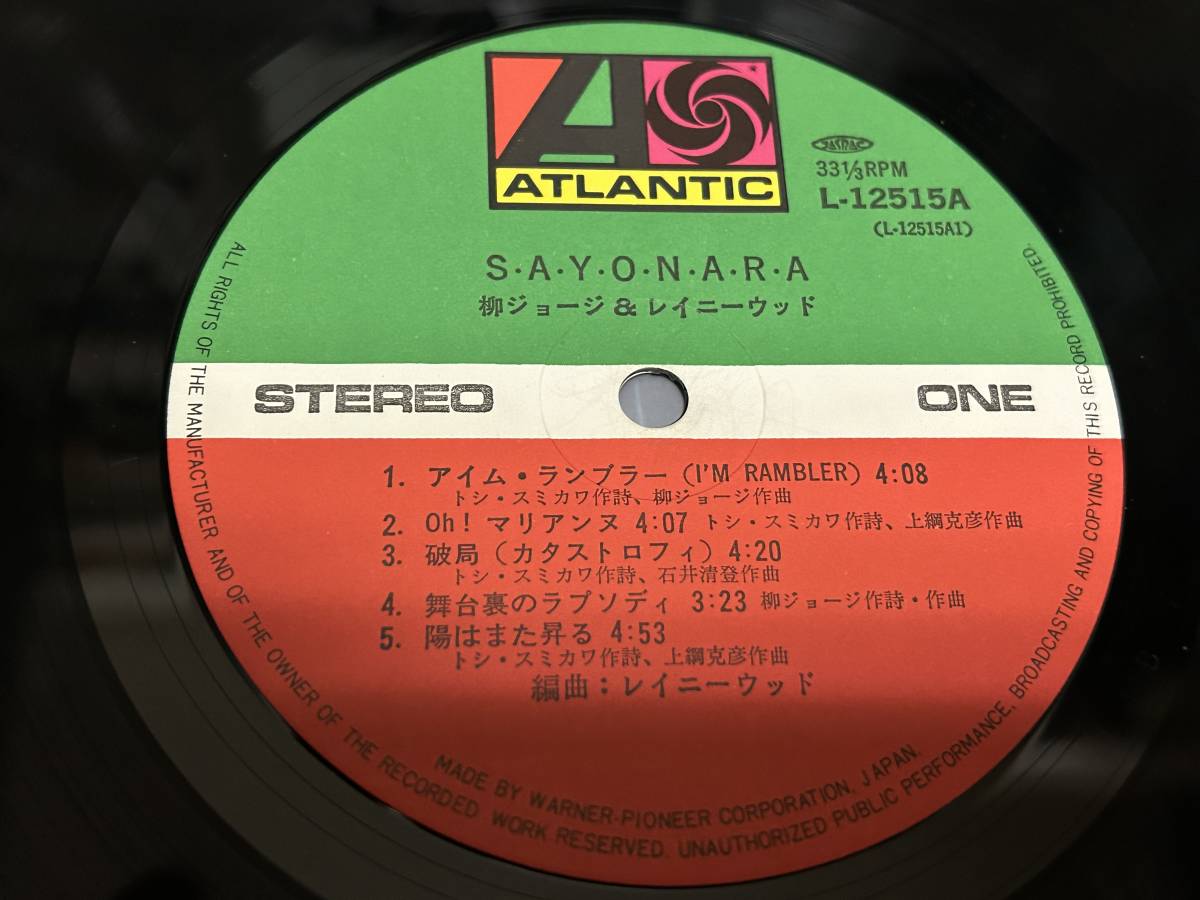 ATLANTIC
JASRAC
33⅓RPM
L-12515A
(L-12515A1)
S·A·Y·O·N·A·R·A
柳ジョージ&レイニーウッド
STEREO
ONE
1. アイム・ランブラー(I'M RAMBLER) 4:08
トシ・スミカワ作詩、柳ジョージ作曲
2. Oh! マリアンヌ 4:07 トシ・スミカワ作詩、上綱克彦作曲
3. 破局(カタストロフィ) 4:20
トシ・スミカワ作詩、石井清登作曲
4. 舞台裏のラプソディ 3:23 柳ジョージ作詩・作曲
5. 陽はまた昇る 4:53
トシ・スミカワ作詩、上綱克彦作曲
編曲:レイニーウッド
MADE BY WARNER-PIONEER CORPORATION, JAPAN.
ALL RIGHTS OF THE MANUFACTURER AND OF THE OWNER OF THE RECORDED WORK RESERVED. UNAUTHORIZED PUBLIC PERFORMANCE, BROADCASTING AND COPYING OF THIS RECORD PROHIBITED.